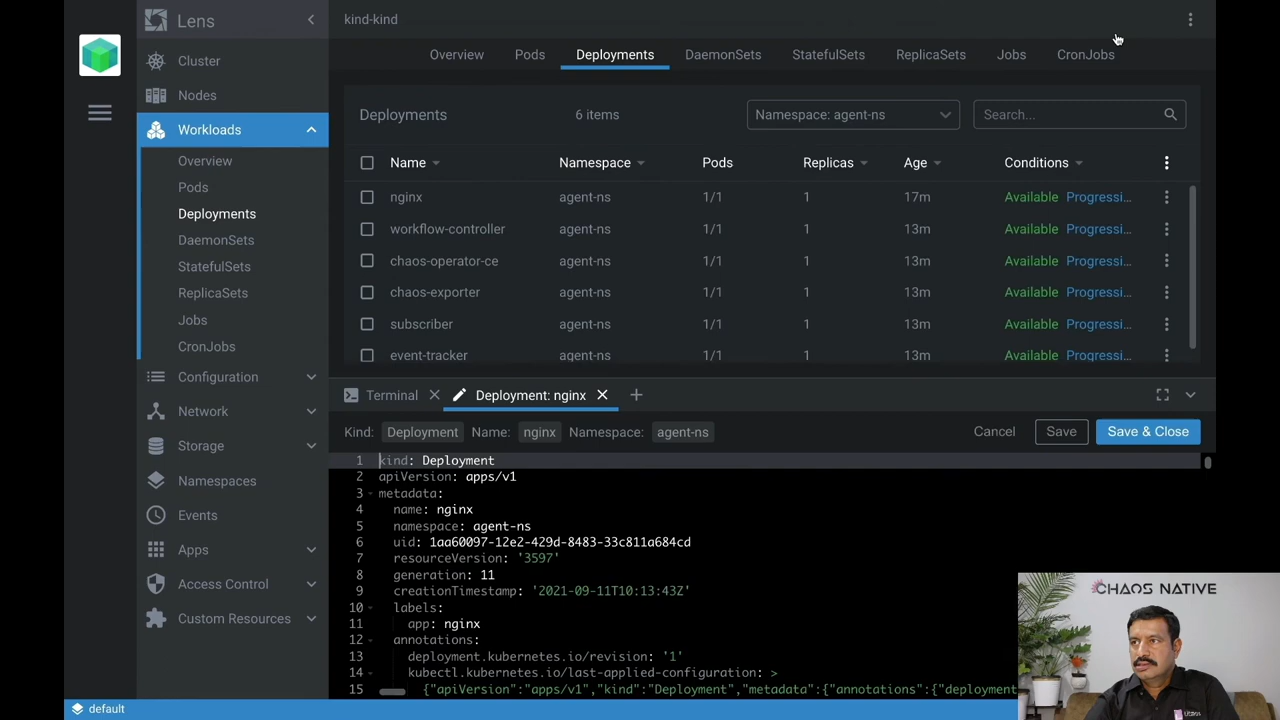 Lens
kind-kind
Cluster
Nodes
Workloads
Overview
Pods
Deployments
DaemonSets
StatefulSets
ReplicaSets
Jobs
CronJobs
Configuration
Network
Storage
Namespaces
Events
Apps
Access Control
Custom Resources
Overview Pods Deployments DaemonSets StatefulSets ReplicaSets Jobs CronJobs
Deployments 6 items Namespace: agent-ns Search...
Name Namespace Pods Replicas Age Conditions
nginx agent-ns 1/1 1 17m Available Progressi...
workflow-controller agent-ns 1/1 1 13m Available Progressi...
chaos-operator-ce agent-ns 1/1 1 13m Available Progressi...
chaos-exporter agent-ns 1/1 1 13m Available Progressi...
subscriber agent-ns 1/1 1 13m Available Progressi...
event-tracker agent-ns 1/1 1 13m Available Progressi...
Terminal Deployment: nginx
Kind: Deployment Name: nginx Namespace: agent-ns Cancel Save Save & Close
1 kind: Deployment
2 apiVersion: apps/v1
3 metadata:
4 name: nginx
5 namespace: agent-ns
6 uid: 1aa60097-12e2-429d-8483-33c811a684cd
7 resourceVersion: '3597'
8 generation: 11
9 creationTimestamp: '2021-09-11T10:13:43Z'
10 labels:
11 app: nginx
12 annotations:
13 deployment.kubernetes.io/revision: '1'
14 kubectl.kubernetes.io/last-applied-configuration: >
15 {"apiVersion":"apps/v1","kind":"Deployment","metadata":{"annotations":{"deployment
CHAOS NATIVE
default